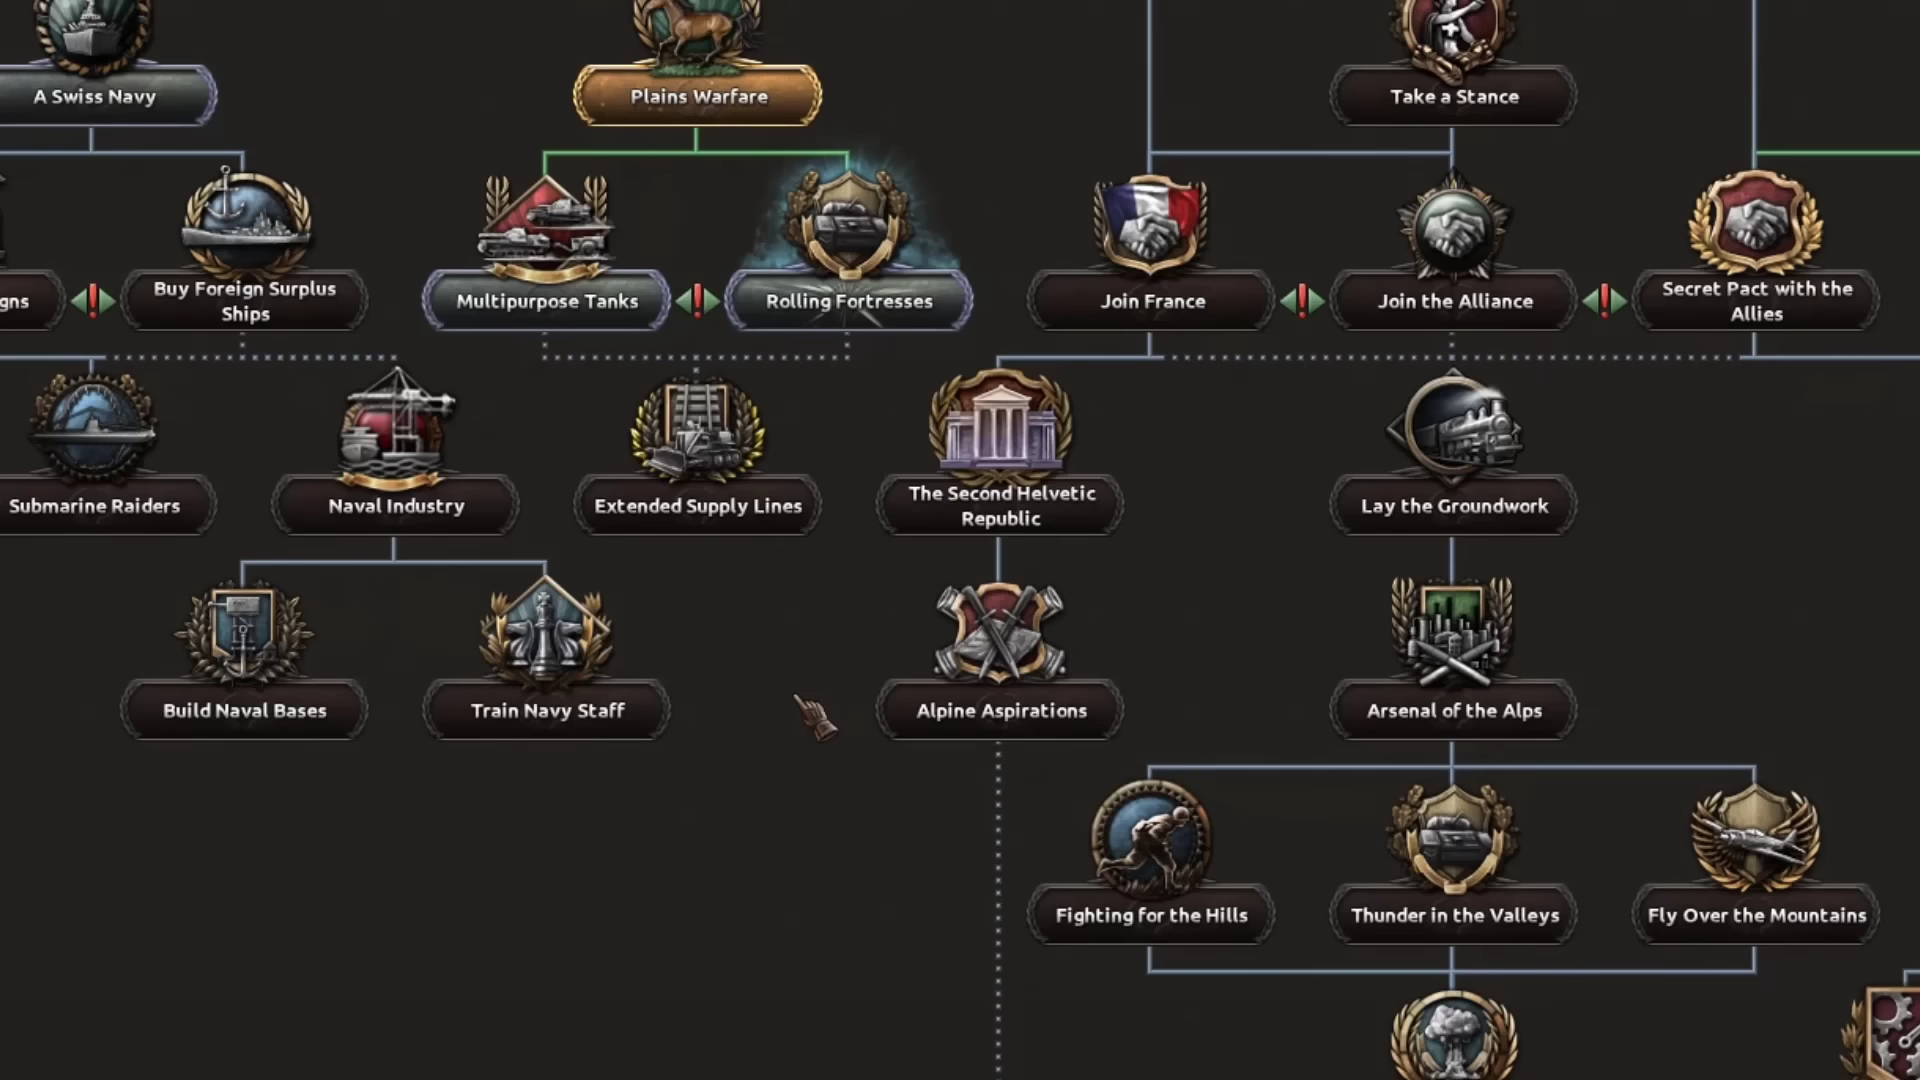 A Swiss Navy
Plains Warfare
Take a Stance
gns
Buy Foreign Surplus
Ships
Multipurpose Tanks
Rolling Fortresses
Join France
Join the Alliance
Secret Pact with the
Allies
Submarine Raiders
Naval Industry
Extended Supply Lines
The Second Helvetic
Republic
Lay the Groundwork
Build Naval Bases
Train Navy Staff
Alpine Aspirations
Arsenal of the Alps
Fighting for the Hills
Thunder in the Valleys
Fly Over the Mountains